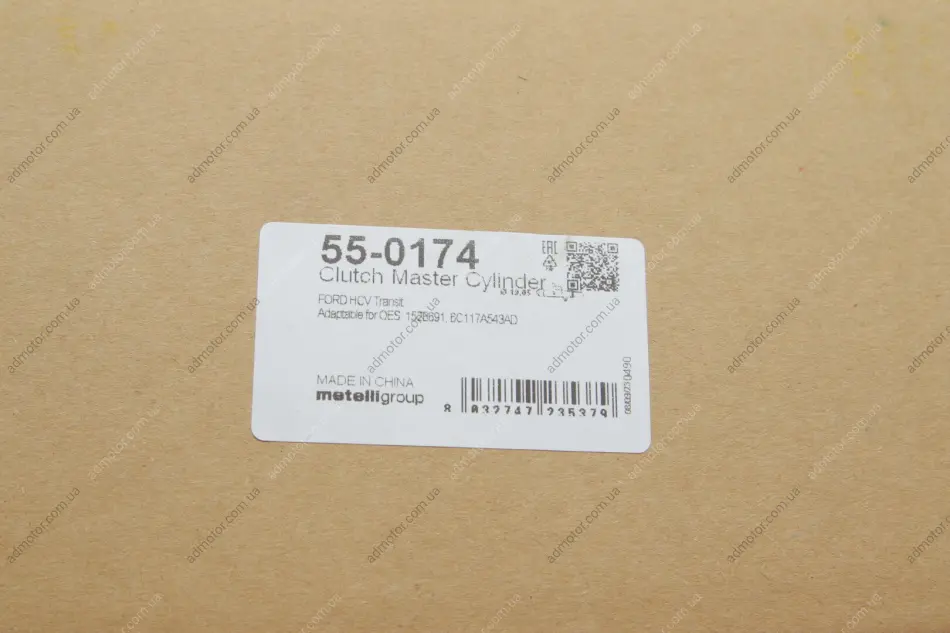 55-0174
EAC
Clutch Master Cylinder
FORD HCV Transit
Adaptable for OES: 6C117A543AD
MADE IN CHINA
metelligroup
8 032747 235379
admotor.com.ua